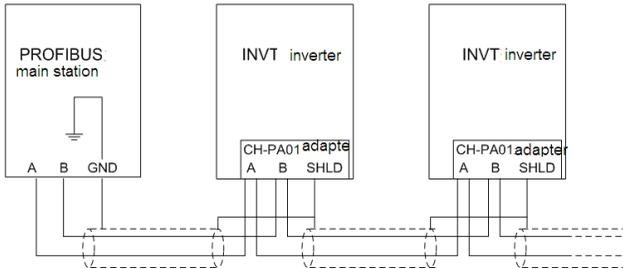 PROFIBUS
main station
A B GND
INVT inverter
CH-PA01 adapte
A B SHLD
INVT inverter
CH-PA01 adapter
A B SHLD